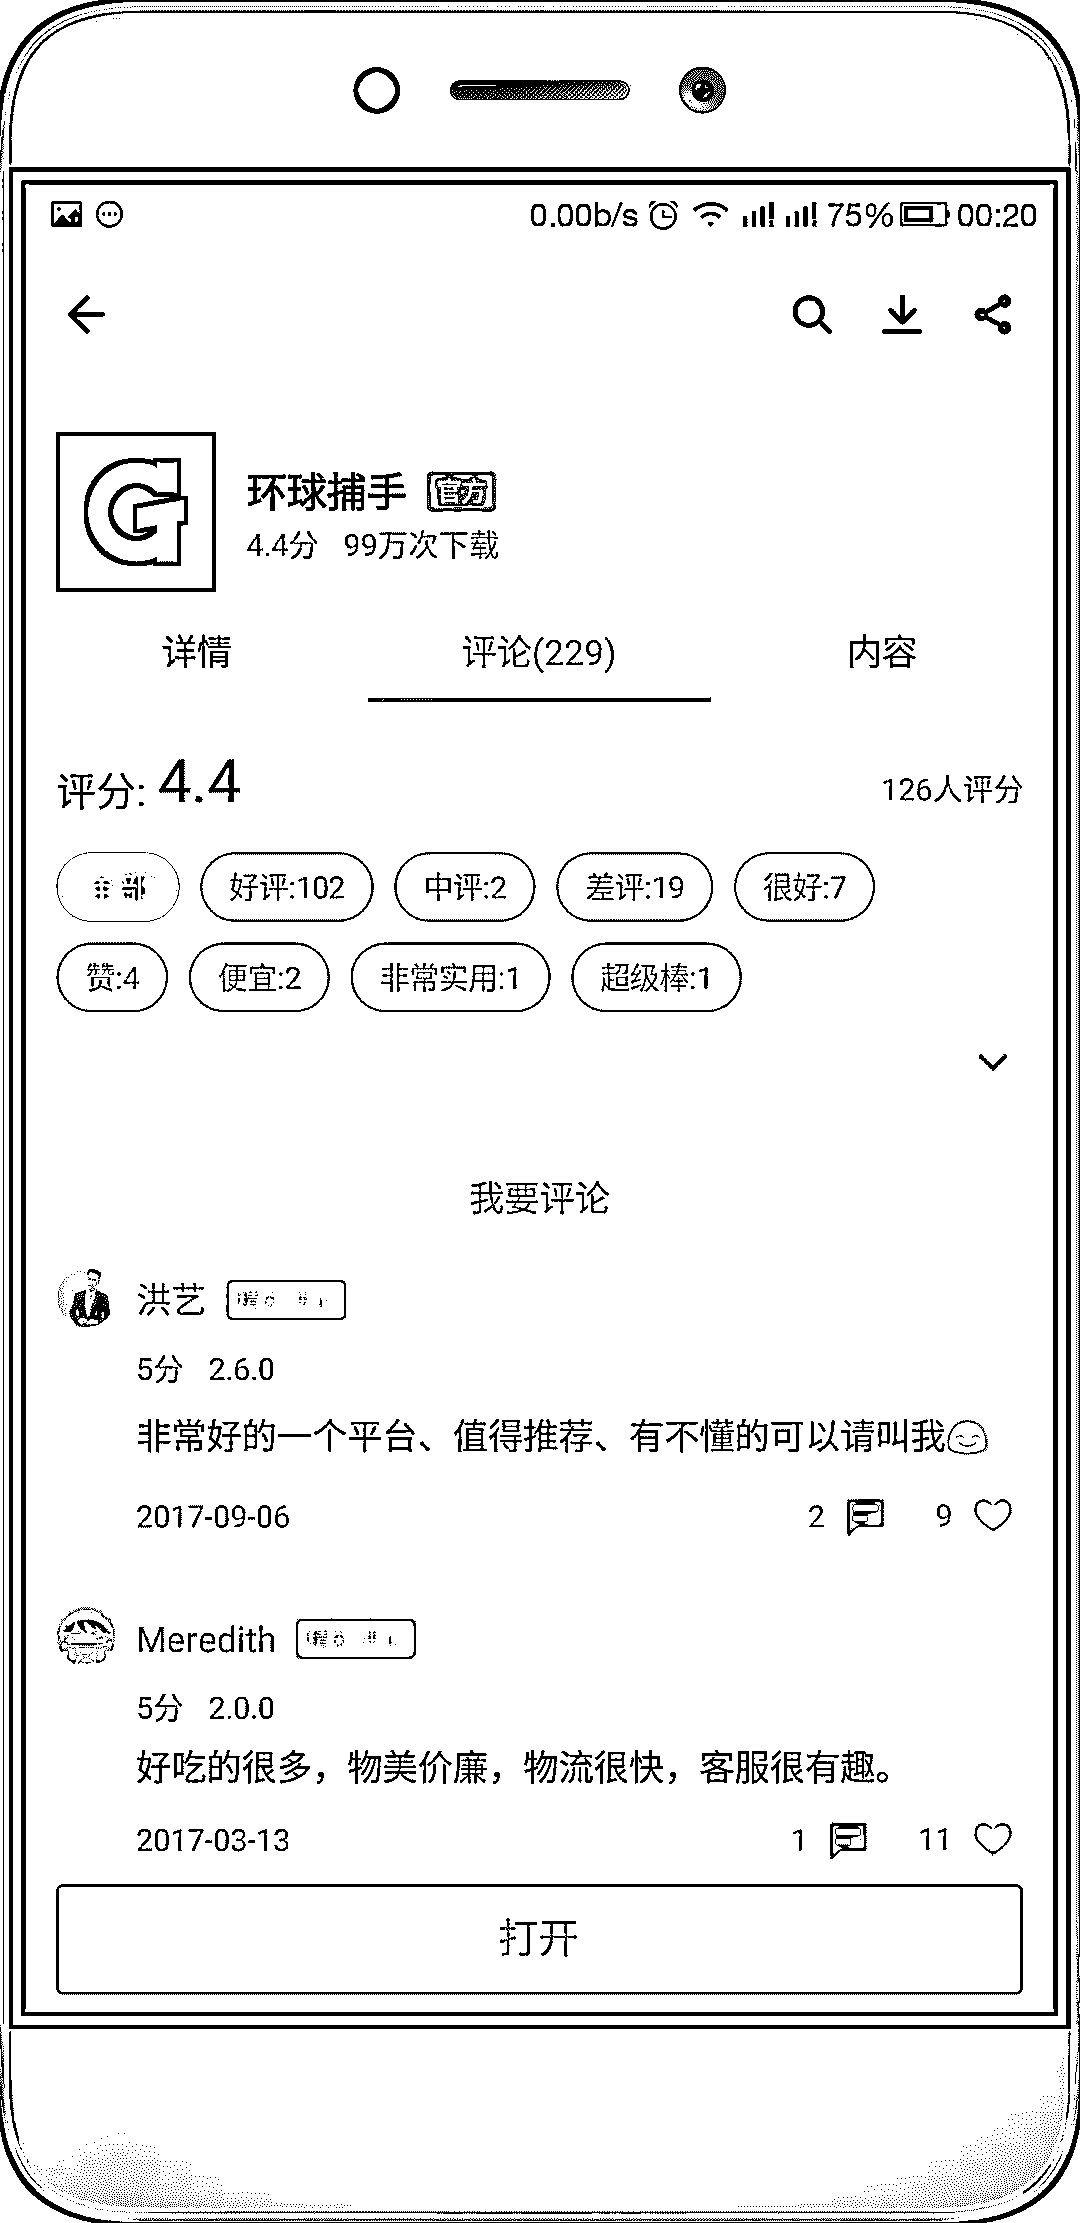 0.00b/s 75% 00:20
环球捕手 官方
4.4分 99万次下载
详情 评论(229) 内容
评分: 4.4 126人评分
全部 好评:102 中评:2 差评:19 很好:7
赞:4 便宜:2 非常实用:1 超级棒:1
我要评论
洪艺
5分 2.6.0
非常好的一个平台、值得推荐、有不懂的可以请叫我😊
2017-09-06 2 9
Meredith
5分 2.0.0
好吃的很多，物美价廉，物流很快，客服很有趣。
2017-03-13 1 11
打开